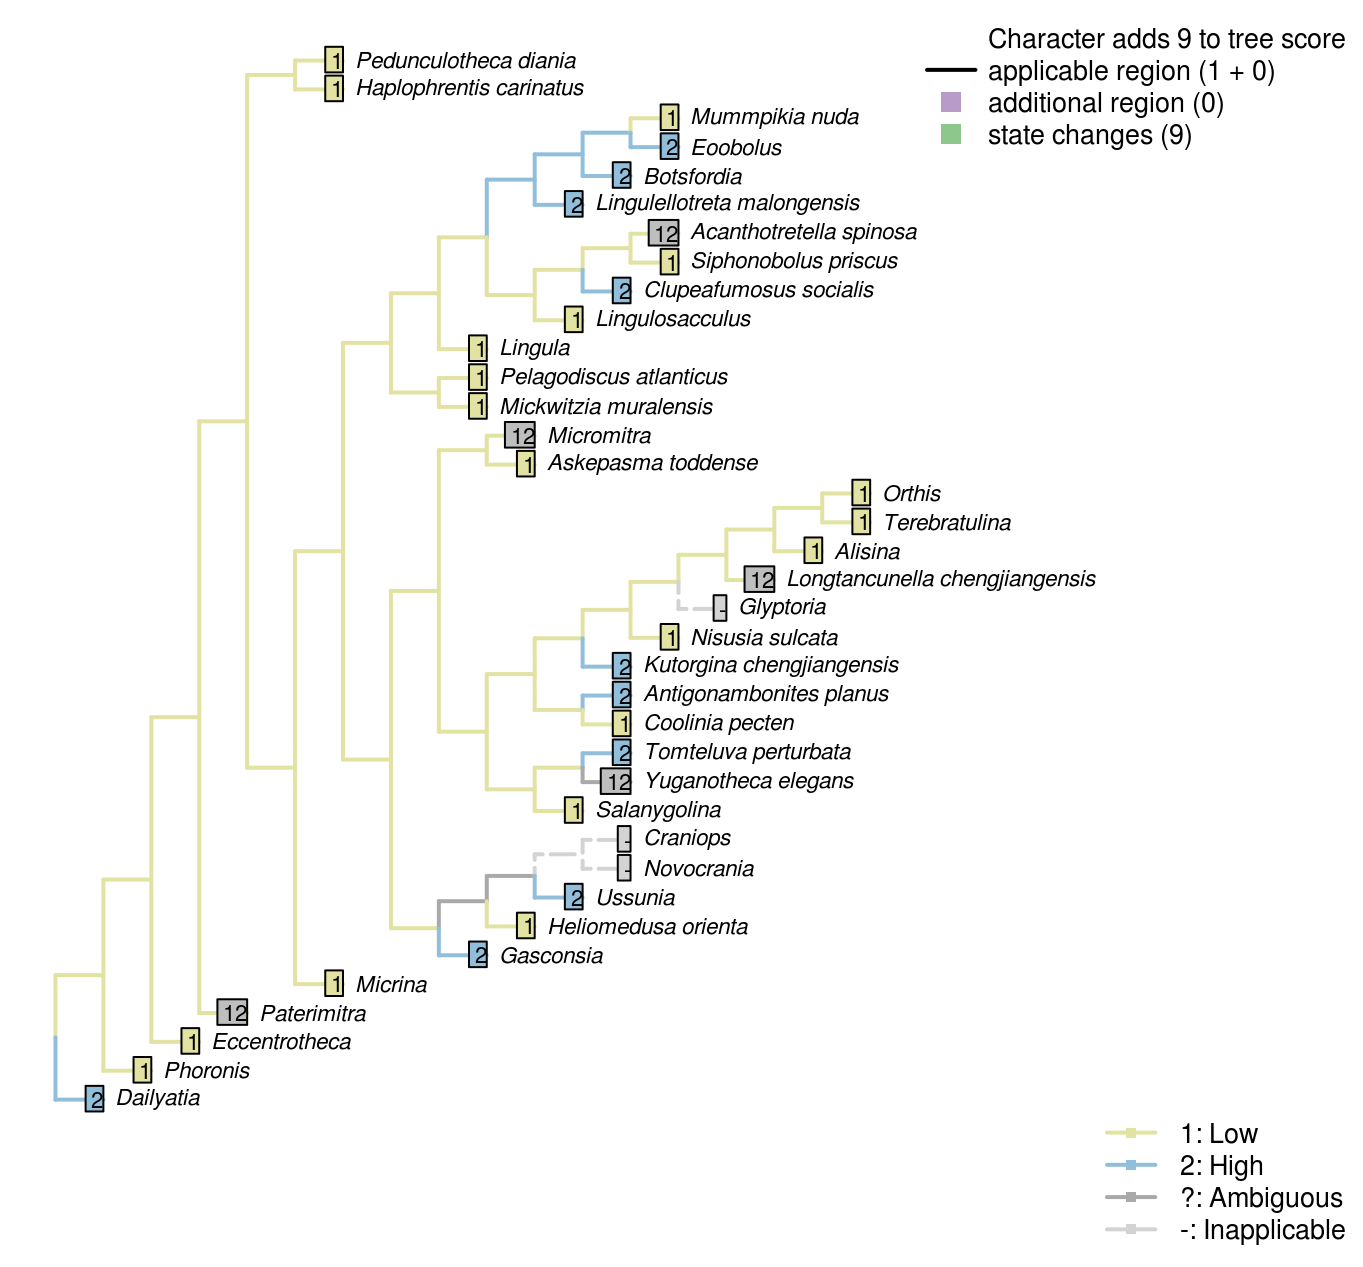 Character adds 9 to tree score
applicable region (1 + 0)
additional region (0)
state changes (9)
1 Pedunculotheca diania
1 Haplophrentis carinatus
1 Mummpikia nuda
2 Eoobolus
2 Botsfordia
2 Lingulellotreta malongensis
12 Acanthotretella spinosa
1 Siphonobolus priscus
2 Clupeafumosus socialis
1 Lingulosacculus
1 Lingula
1 Pelagodiscus atlanticus
1 Mickwitzia muralensis
12 Micromitra
1 Askepasma toddense
1 Orthis
1 Terebratulina
1 Alisina
12 Longtancunella chengjiangensis
- Glyptoria
1 Nisusia sulcata
2 Kutorgina chengjiangensis
2 Antigonambonites planus
1 Coolinia pecten
2 Tomteluva perturbata
12 Yuganotheca elegans
1 Salanygolina
- Craniops
- Novocrania
2 Ussunia
1 Heliomedusa orienta
2 Gasconsia
1 Micrina
12 Paterimitra
1 Eccentrotheca
1 Phoronis
2 Dailyatia
1: Low
2: High
?: Ambiguous
-: Inapplicable